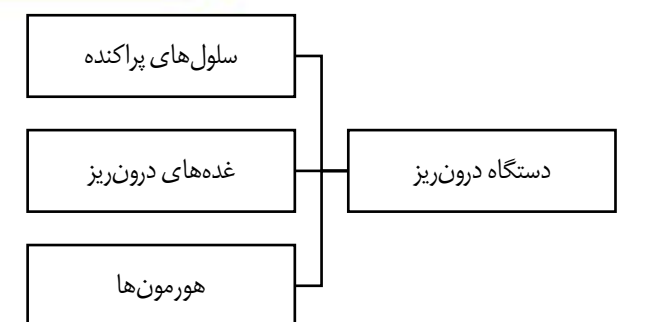 دستگاه درون‌ریز
سلول‌های پراکنده
غده‌های درون‌ریز
هورمون‌ها